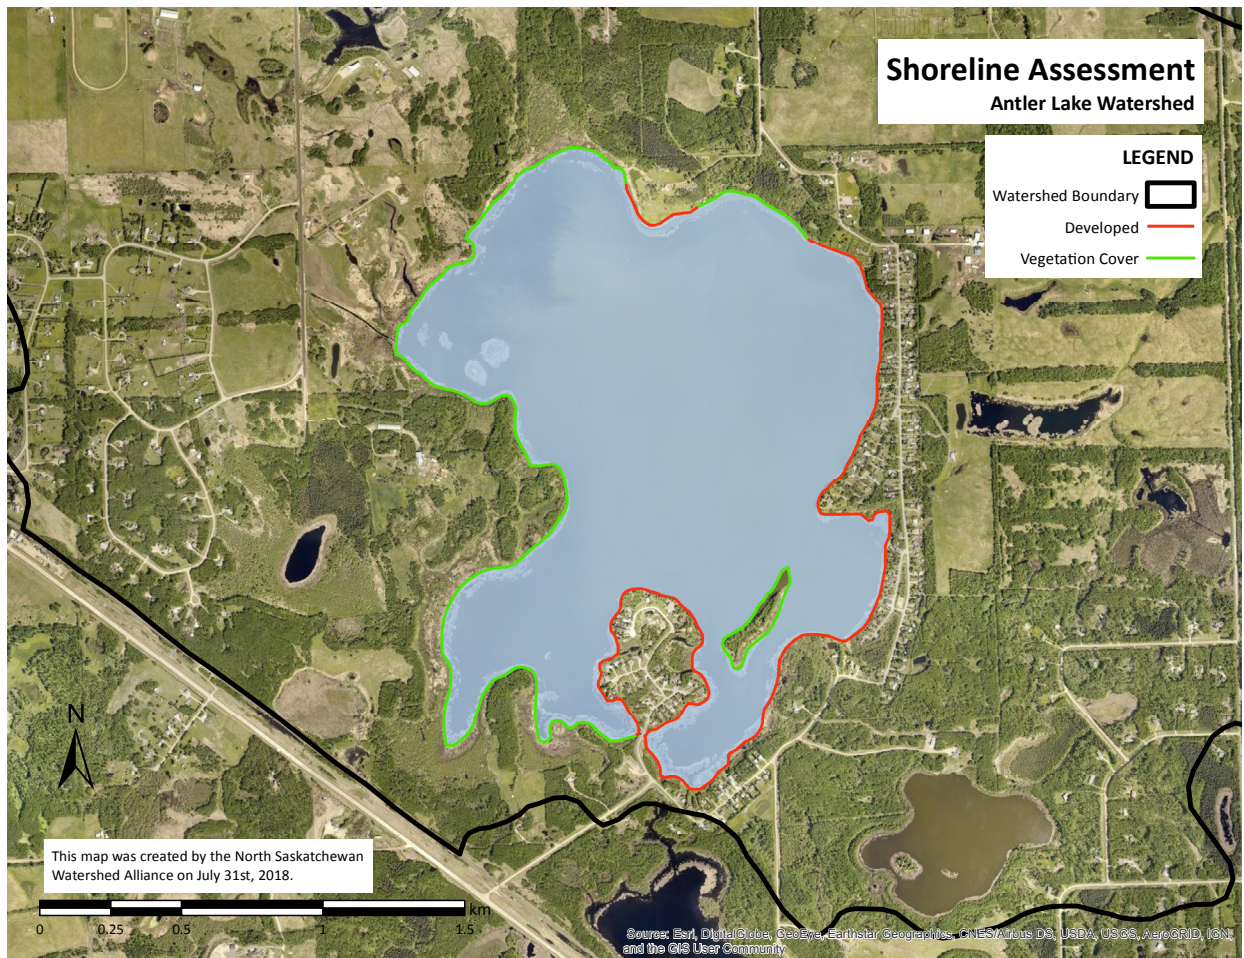 Shoreline Assessment
Antler Lake Watershed
LEGEND
Watershed Boundary
Developed
Vegetation Cover
N
This map was created by the North Saskatchewan
Watershed Alliance on July 31st, 2018.
km
0 0.25 0.5 1 1.5
Source: Esri, DigitalGlobe, GeoEye, Earthstar Geographics, CNES/Airbus DS, USDA, USGS, AeroGRID, IGN,
and the GIS User Community